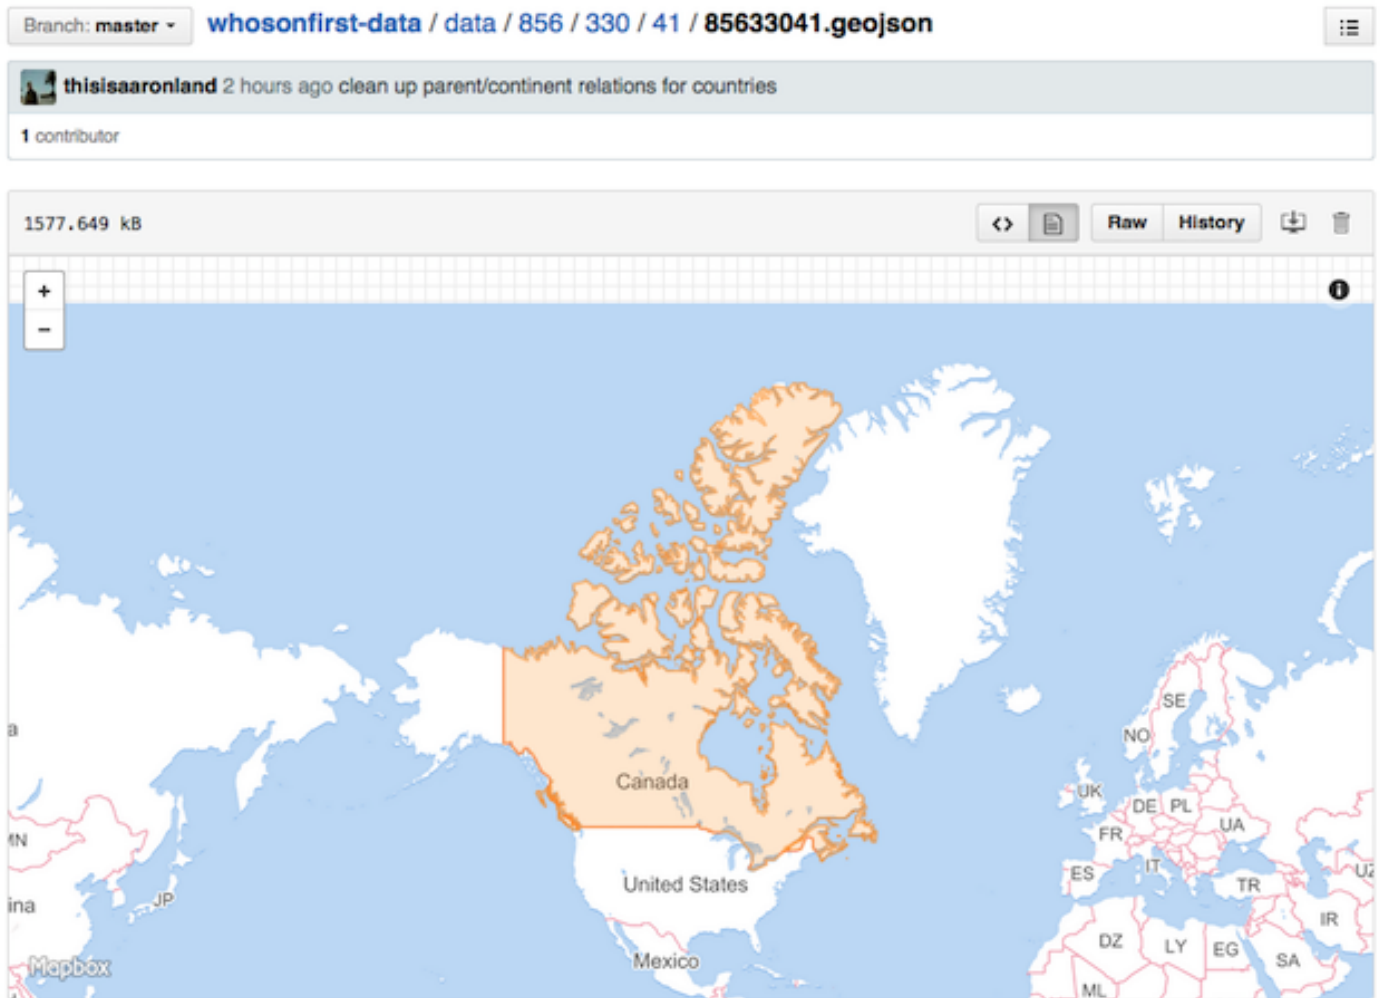 Branch: master
whosonfirst-data / data / 856 / 330 / 41 / 85633041.geojson
thisisaaronland 2 hours ago clean up parent/continent relations for countries
1 contributor
1577.649 kB
<>
Raw
History
+
i
−
SE
a
NO
Canada
UK
DE
PL
UA
MN
FR
IT
ES
UZ
United States
TR
JP
ina
IR
DZ
LY
EG
SA
Mexico
Mapbox
ML